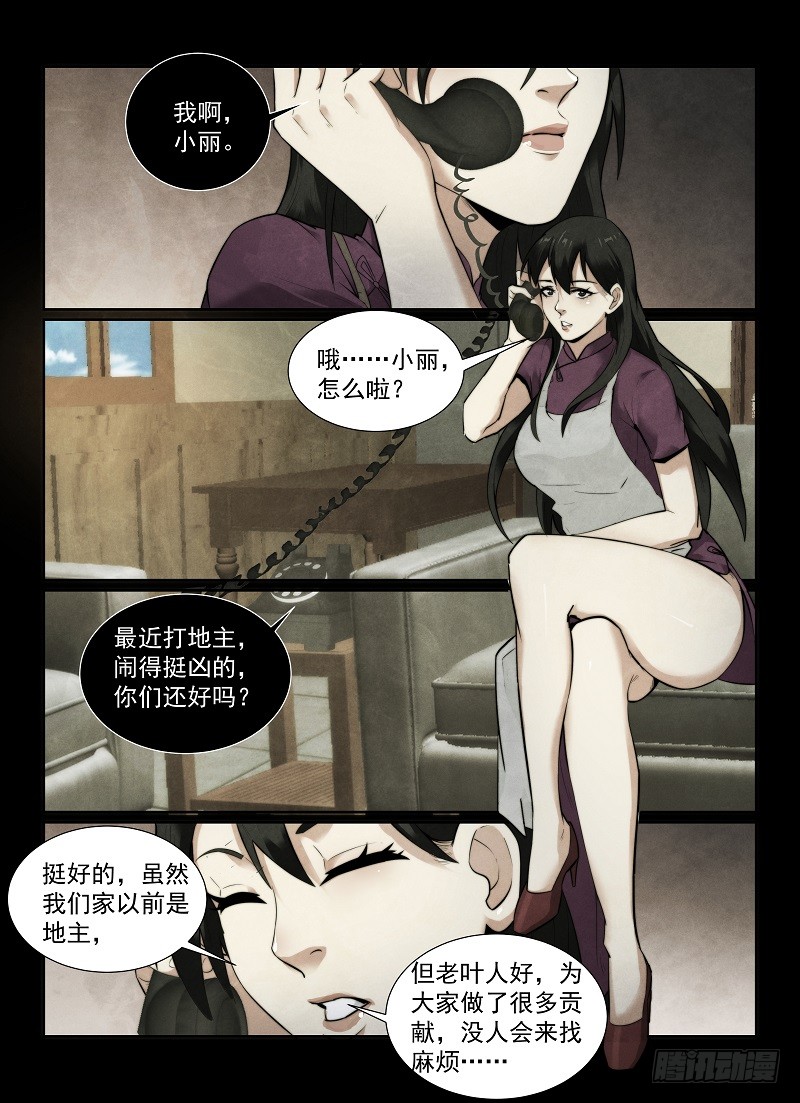 我啊，
小丽。
哦……小丽，
怎么啦？
最近打地主，
闹得挺凶的，
你们还好吗？
挺好的，虽然
我们家以前是
地主，
但老叶人好，为
大家做了很多贡
献，没人会来找
麻烦……
腾讯动漫